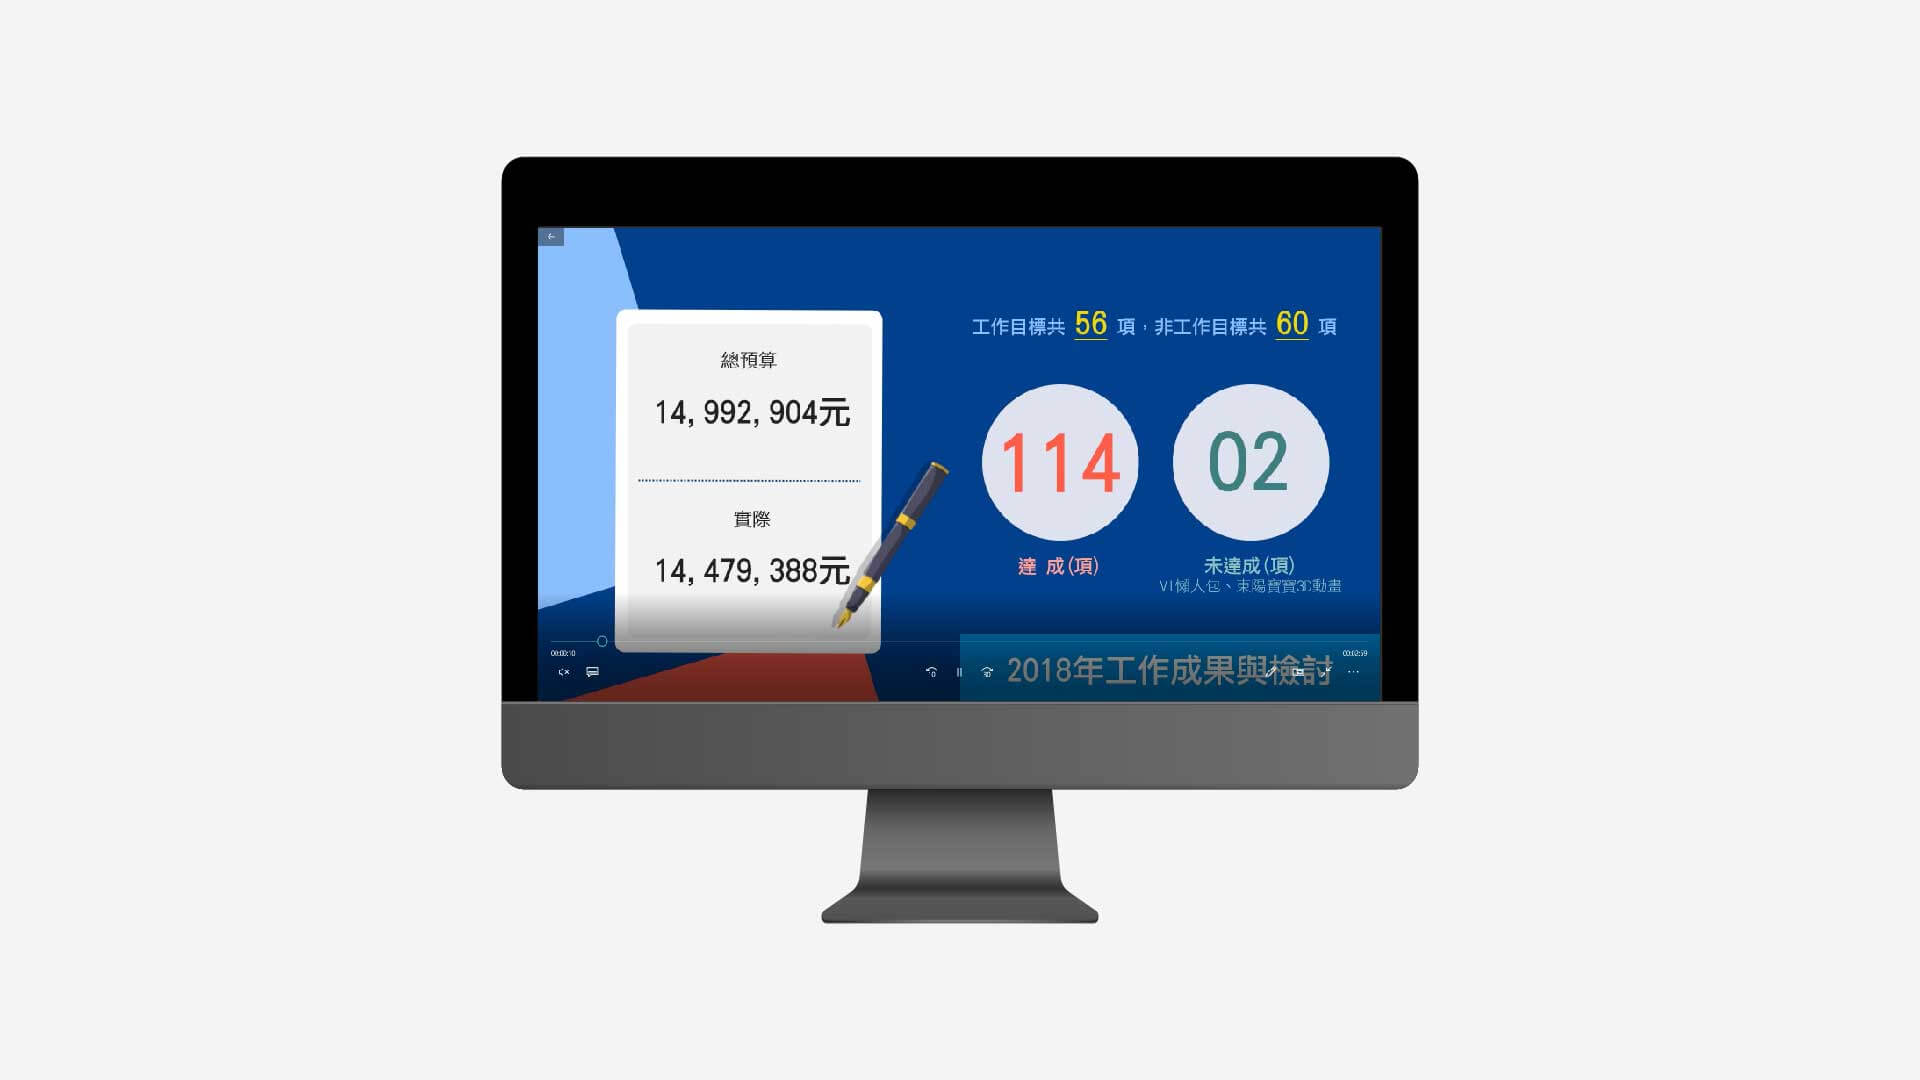 總預算
14,992,904元
實際
14,479,388元
工作目標共 56 項，非工作目標共 60 項
114
達 成(項)
02
未達成(項)
VI懶人包、東陽寶寶3D動畫
00:00:10
00:02:59
2018年工作成果與檢討